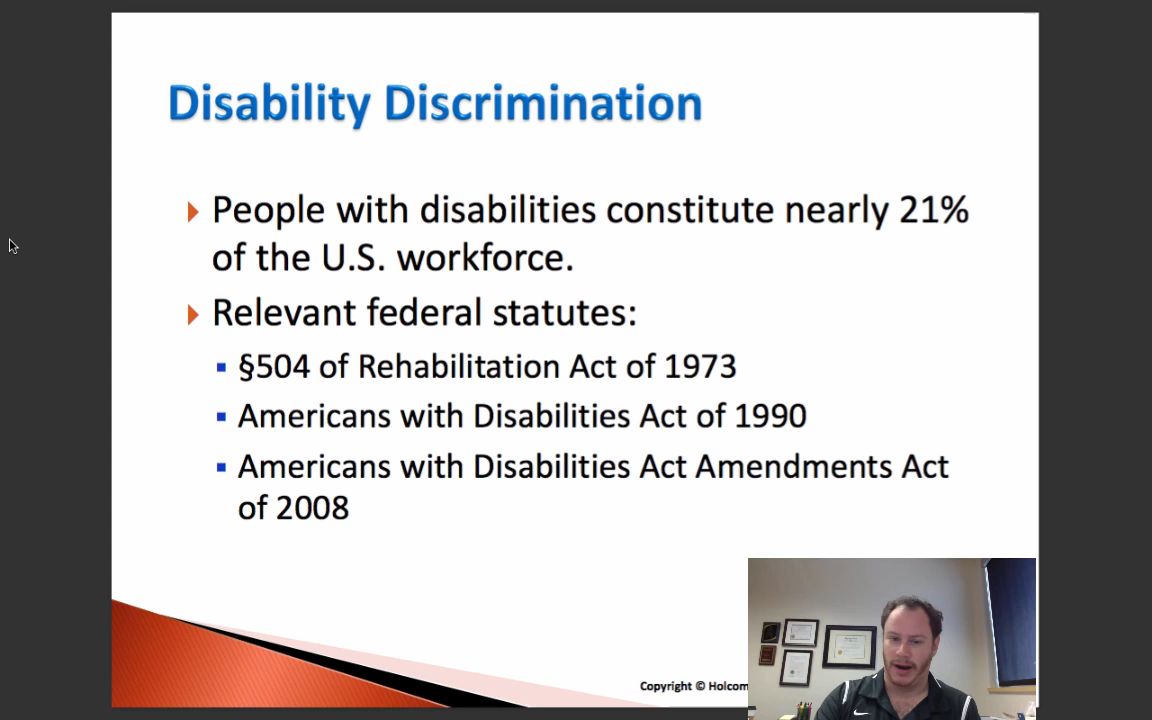 Disability Discrimination
People with disabilities constitute nearly 21%
of the U.S. workforce.
Relevant federal statutes:
§504 of Rehabilitation Act of 1973
Americans with Disabilities Act of 1990
Americans with Disabilities Act Amendments Act
of 2008
Copyright © Holcom